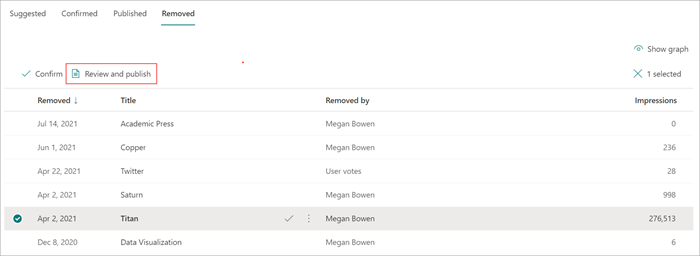 Suggested Confirmed Published Removed
Show graph
Confirm Review and publish 1 selected
Removed ↓ Title Removed by Impressions
Jul 14, 2021 Academic Press Megan Bowen 0
Jun 1, 2021 Copper Megan Bowen 236
Apr 22, 2021 Twitter User votes 28
Apr 2, 2021 Saturn Megan Bowen 998
Apr 2, 2021 Titan Megan Bowen 276,513
Dec 8, 2020 Data Visualization Megan Bowen 6